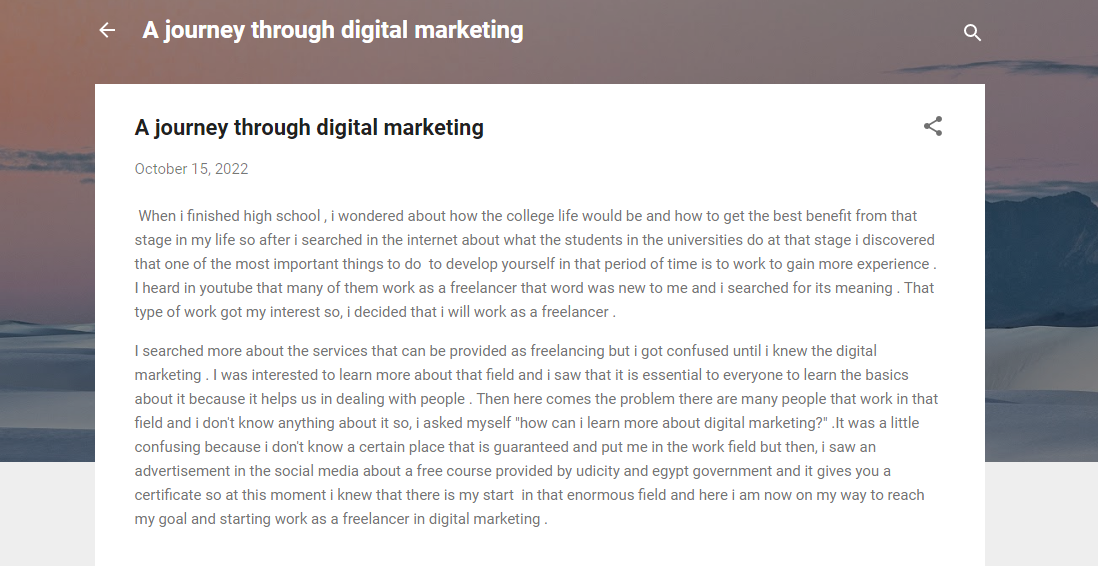 A journey through digital marketing
A journey through digital marketing
October 15, 2022
When i finished high school , i wondered about how the college life would be and how to get the best benefit from that
stage in my life so after i searched in the internet about what the students in the universities do at that stage i discovered
that one of the most important things to do  to develop yourself in that period of time is to work to gain more experience .
I heard in youtube that many of them work as a freelancer that word was new to me and i searched for its meaning . That
type of work got my interest so, i decided that i will work as a freelancer .
I searched more about the services that can be provided as freelancing but i got confused until i knew the digital
marketing . I was interested to learn more about that field and i saw that it is essential to everyone to learn the basics
about it because it helps us in dealing with people . Then here comes the problem there are many people that work in that
field and i don't know anything about it so, i asked myself "how can i learn more about digital marketing?" .It was a little
confusing because i don't know a certain place that is guaranteed and put me in the work field but then, i saw an
advertisement in the social media about a free course provided by udicity and egypt government and it gives you a
certificate so at this moment i knew that there is my start  in that enormous field and here i am now on my way to reach
my goal and starting work as a freelancer in digital marketing .